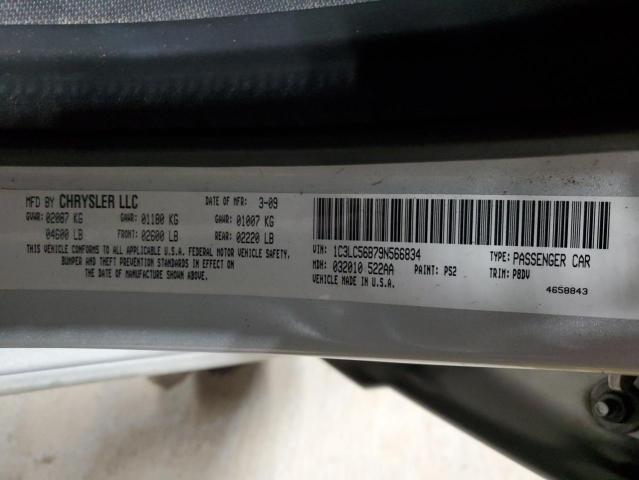 MFD BY CHRYSLER LLC DATE OF MFR: 3-09
GVWR: 02087 KG GAWR: 01180 KG GAWR: 01007 KG
04600 LB FRONT: 02600 LB REAR: 02220 LB
THIS VEHICLE CONFORMS TO ALL APPLICABLE U.S.A. FEDERAL MOTOR VEHICLE SAFETY,
BUMPER AND THEFT PREVENTION STANDARDS IN EFFECT ON
THE DATE OF MANUFACTURE SHOWN ABOVE.
VIN: 1C3LC56B79N566834 TYPE: PASSENGER CAR
MDH: 032010 522AA PAINT: PS2 TRIM: P8DV
VEHICLE MADE IN U.S.A. 4658843